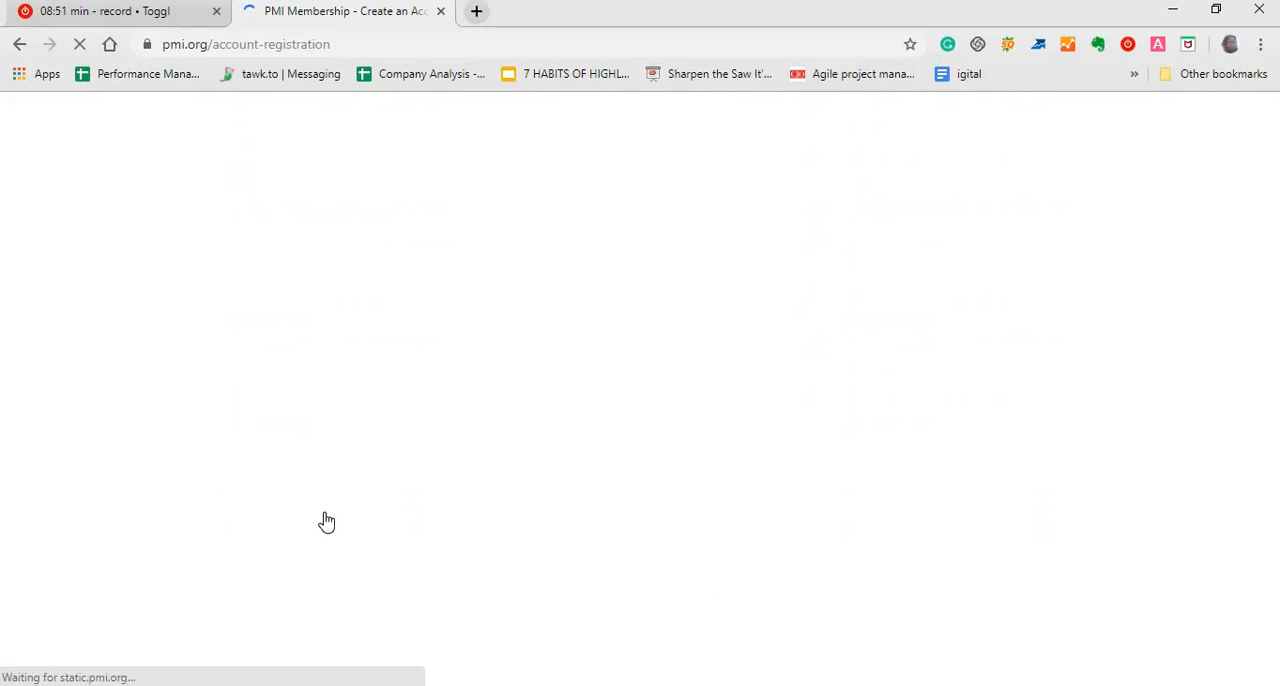 08:51 min - record • Toggl
PMI Membership - Create an Acc
pmi.org/account-registration
Apps
Performance Mana...
tawk.to | Messaging
Company Analysis -...
7 HABITS OF HIGHL...
Sharpen the Saw It'...
Agile project mana...
igital
»
Other bookmarks
Waiting for static.pmi.org...